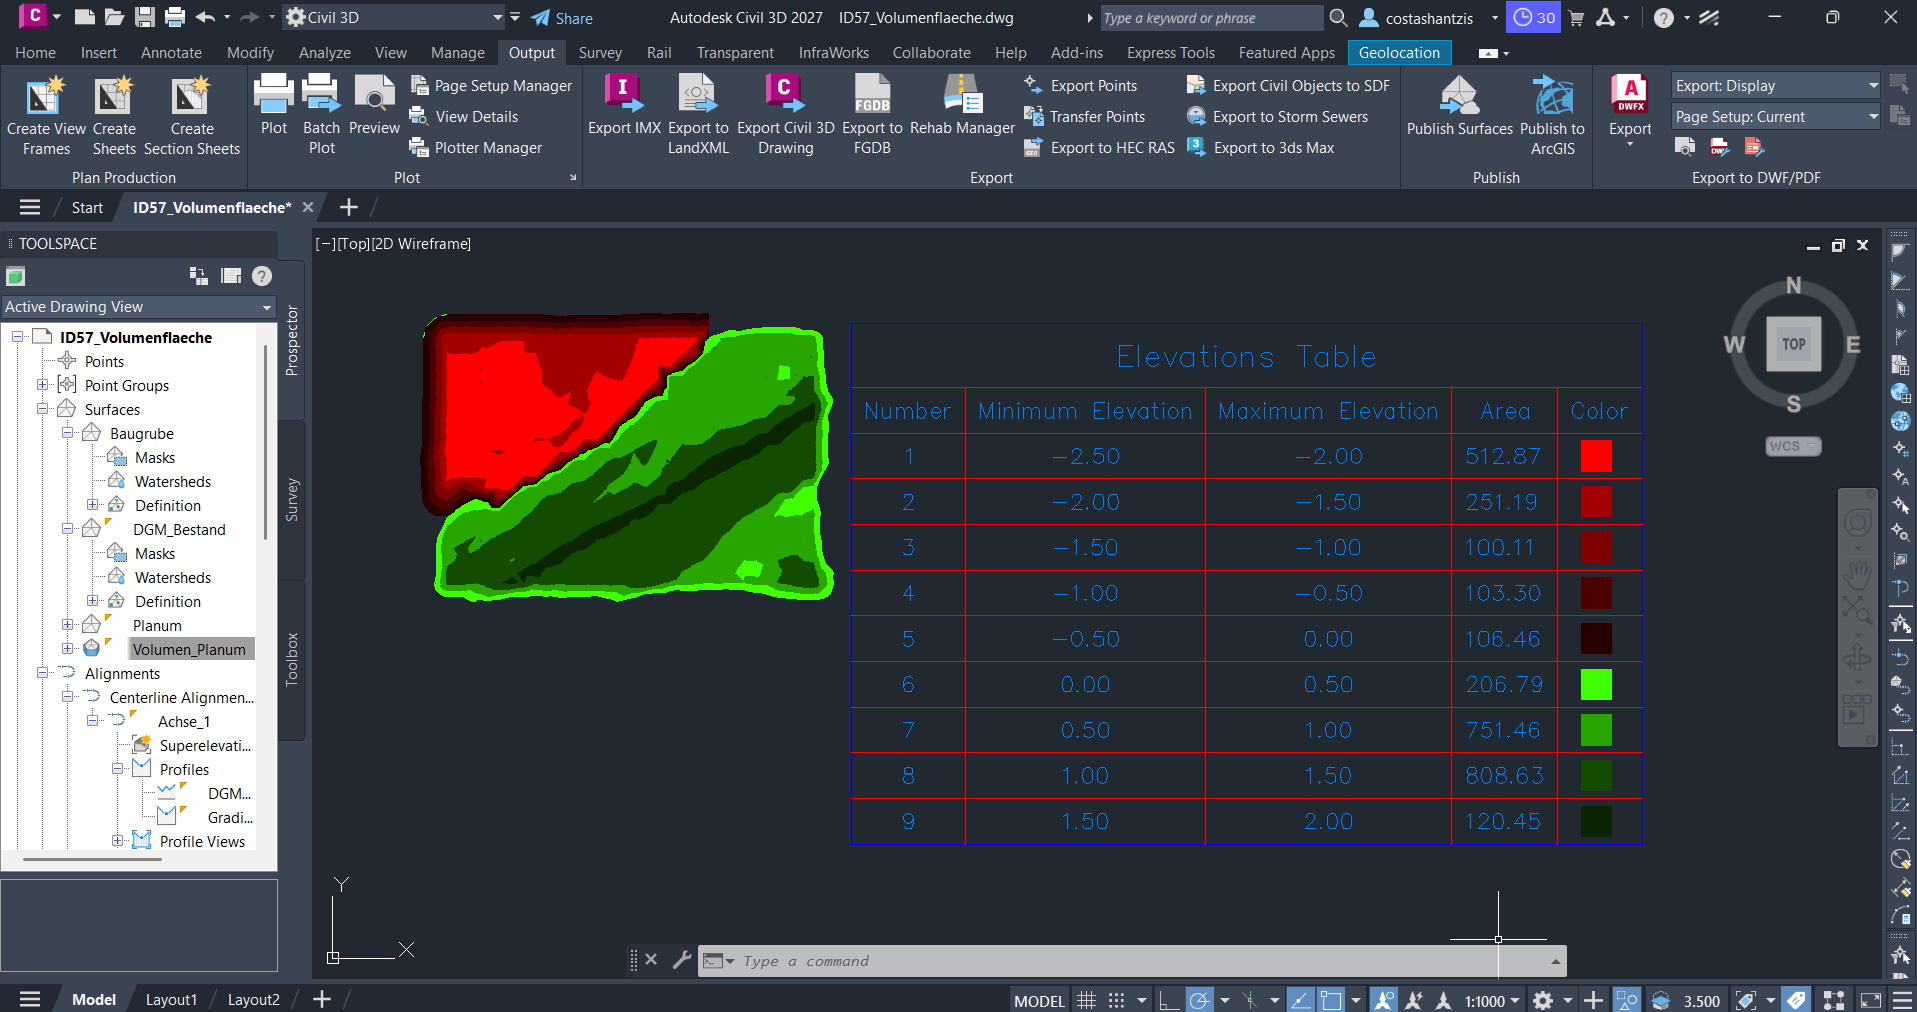 C
Civil 3D
Share
Autodesk Civil 3D 2027 ID57_Volumenflaeche.dwg
Type a keyword or phrase
costashantzis
30
Home Insert Annotate Modify Analyze View Manage Output Survey Rail Transparent InfraWorks Collaborate Help Add-ins Express Tools Featured Apps Geolocation
Create View Frames
Create Sheets
Create Section Sheets
Plan Production
Plot
Batch Plot
Preview
Page Setup Manager
View Details
Plotter Manager
Plot
Export IMX
Export to LandXML
Export Civil 3D Drawing
Export to FGDB
Rehab Manager
Export Points
Transfer Points
Export to HEC RAS
Export Civil Objects to SDF
Export to Storm Sewers
Export to 3ds Max
Export
Publish Surfaces
Publish to ArcGIS
Publish
Export
Export: Display
Page Setup: Current
Export to DWF/PDF
Start
ID57_Volumenflaeche*
TOOLSPACE
Active Drawing View
ID57_Volumenflaeche
Points
Point Groups
Surfaces
Baugrube
Masks
Watersheds
Definition
DGM_Bestand
Masks
Watersheds
Definition
Planum
Volumen_Planum
Alignments
Centerline Alignmen...
Achse_1
Superelevati...
Profiles
DGM...
Gradi...
Profile Views
Prospector
Survey
Toolbox
[−][Top][2D Wireframe]
Elevations Table
Number Minimum Elevation Maximum Elevation Area Color
1 −2.50 −2.00 512.87
2 −2.00 −1.50 251.19
3 −1.50 −1.00 100.11
4 −1.00 −0.50 103.30
5 −0.50 0.00 106.46
6 0.00 0.50 206.79
7 0.50 1.00 751.46
8 1.00 1.50 808.63
9 1.50 2.00 120.45
N
W TOP E
S
WCS
Y
X
Type a command
Model
Layout1
Layout2
MODEL
1:1000
3.500